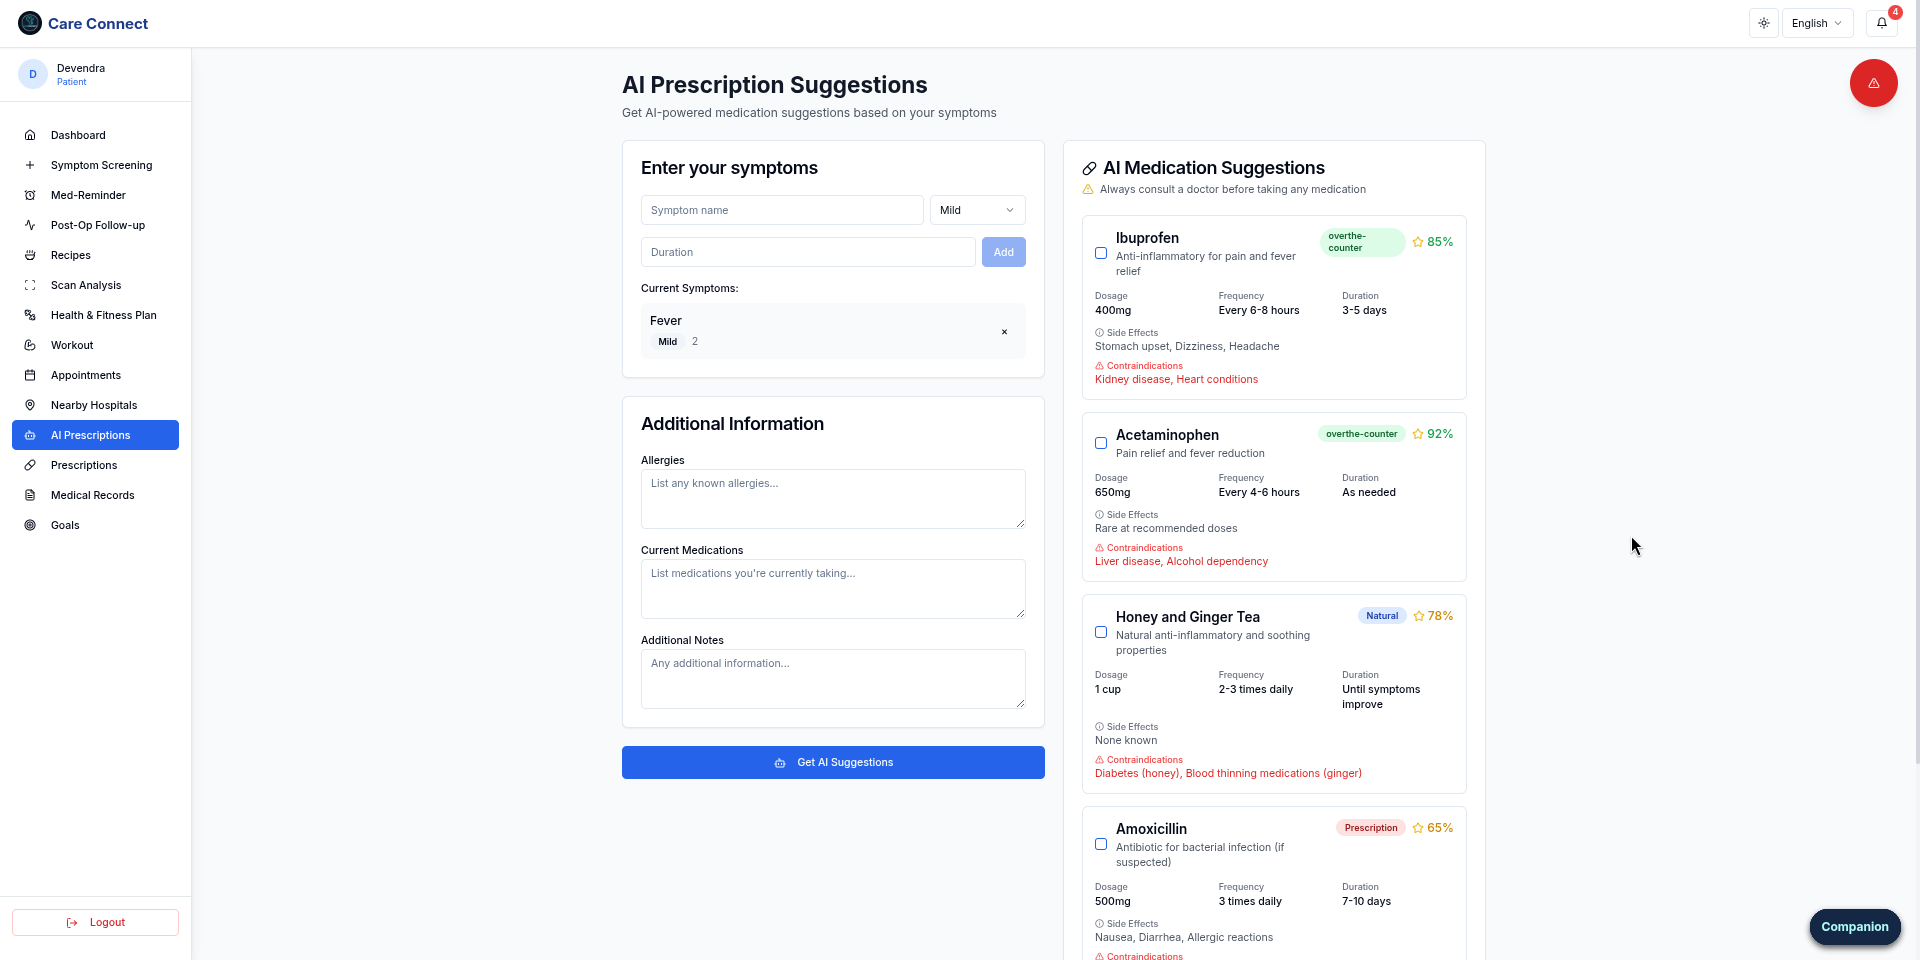 Care Connect
English
4
D
Devendra
Patient
Dashboard
Symptom Screening
Med-Reminder
Post-Op Follow-up
Recipes
Scan Analysis
Health & Fitness Plan
Workout
Appointments
Nearby Hospitals
AI Prescriptions
Prescriptions
Medical Records
Goals
Logout
AI Prescription Suggestions
Get AI-powered medication suggestions based on your symptoms
Enter your symptoms
Symptom name
Mild
Duration
Add
Current Symptoms:
Fever
Mild 2
×
Additional Information
Allergies
List any known allergies...
Current Medications
List medications you're currently taking...
Additional Notes
Any additional information...
Get AI Suggestions
AI Medication Suggestions
Always consult a doctor before taking any medication
Ibuprofen
overthe-
counter
85%
Anti-inflammatory for pain and fever
relief
Dosage Frequency Duration
400mg Every 6-8 hours 3-5 days
Side Effects
Stomach upset, Dizziness, Headache
Contraindications
Kidney disease, Heart conditions
Acetaminophen
overthe-counter 92%
Pain relief and fever reduction
Dosage Frequency Duration
650mg Every 4-6 hours As needed
Side Effects
Rare at recommended doses
Contraindications
Liver disease, Alcohol dependency
Honey and Ginger Tea
Natural 78%
Natural anti-inflammatory and soothing
properties
Dosage Frequency Duration
1 cup 2-3 times daily Until symptoms
improve
Side Effects
None known
Contraindications
Diabetes (honey), Blood thinning medications (ginger)
Amoxicillin
Prescription 65%
Antibiotic for bacterial infection (if
suspected)
Dosage Frequency Duration
500mg 3 times daily 7-10 days
Side Effects
Nausea, Diarrhea, Allergic reactions
Contraindications
Companion